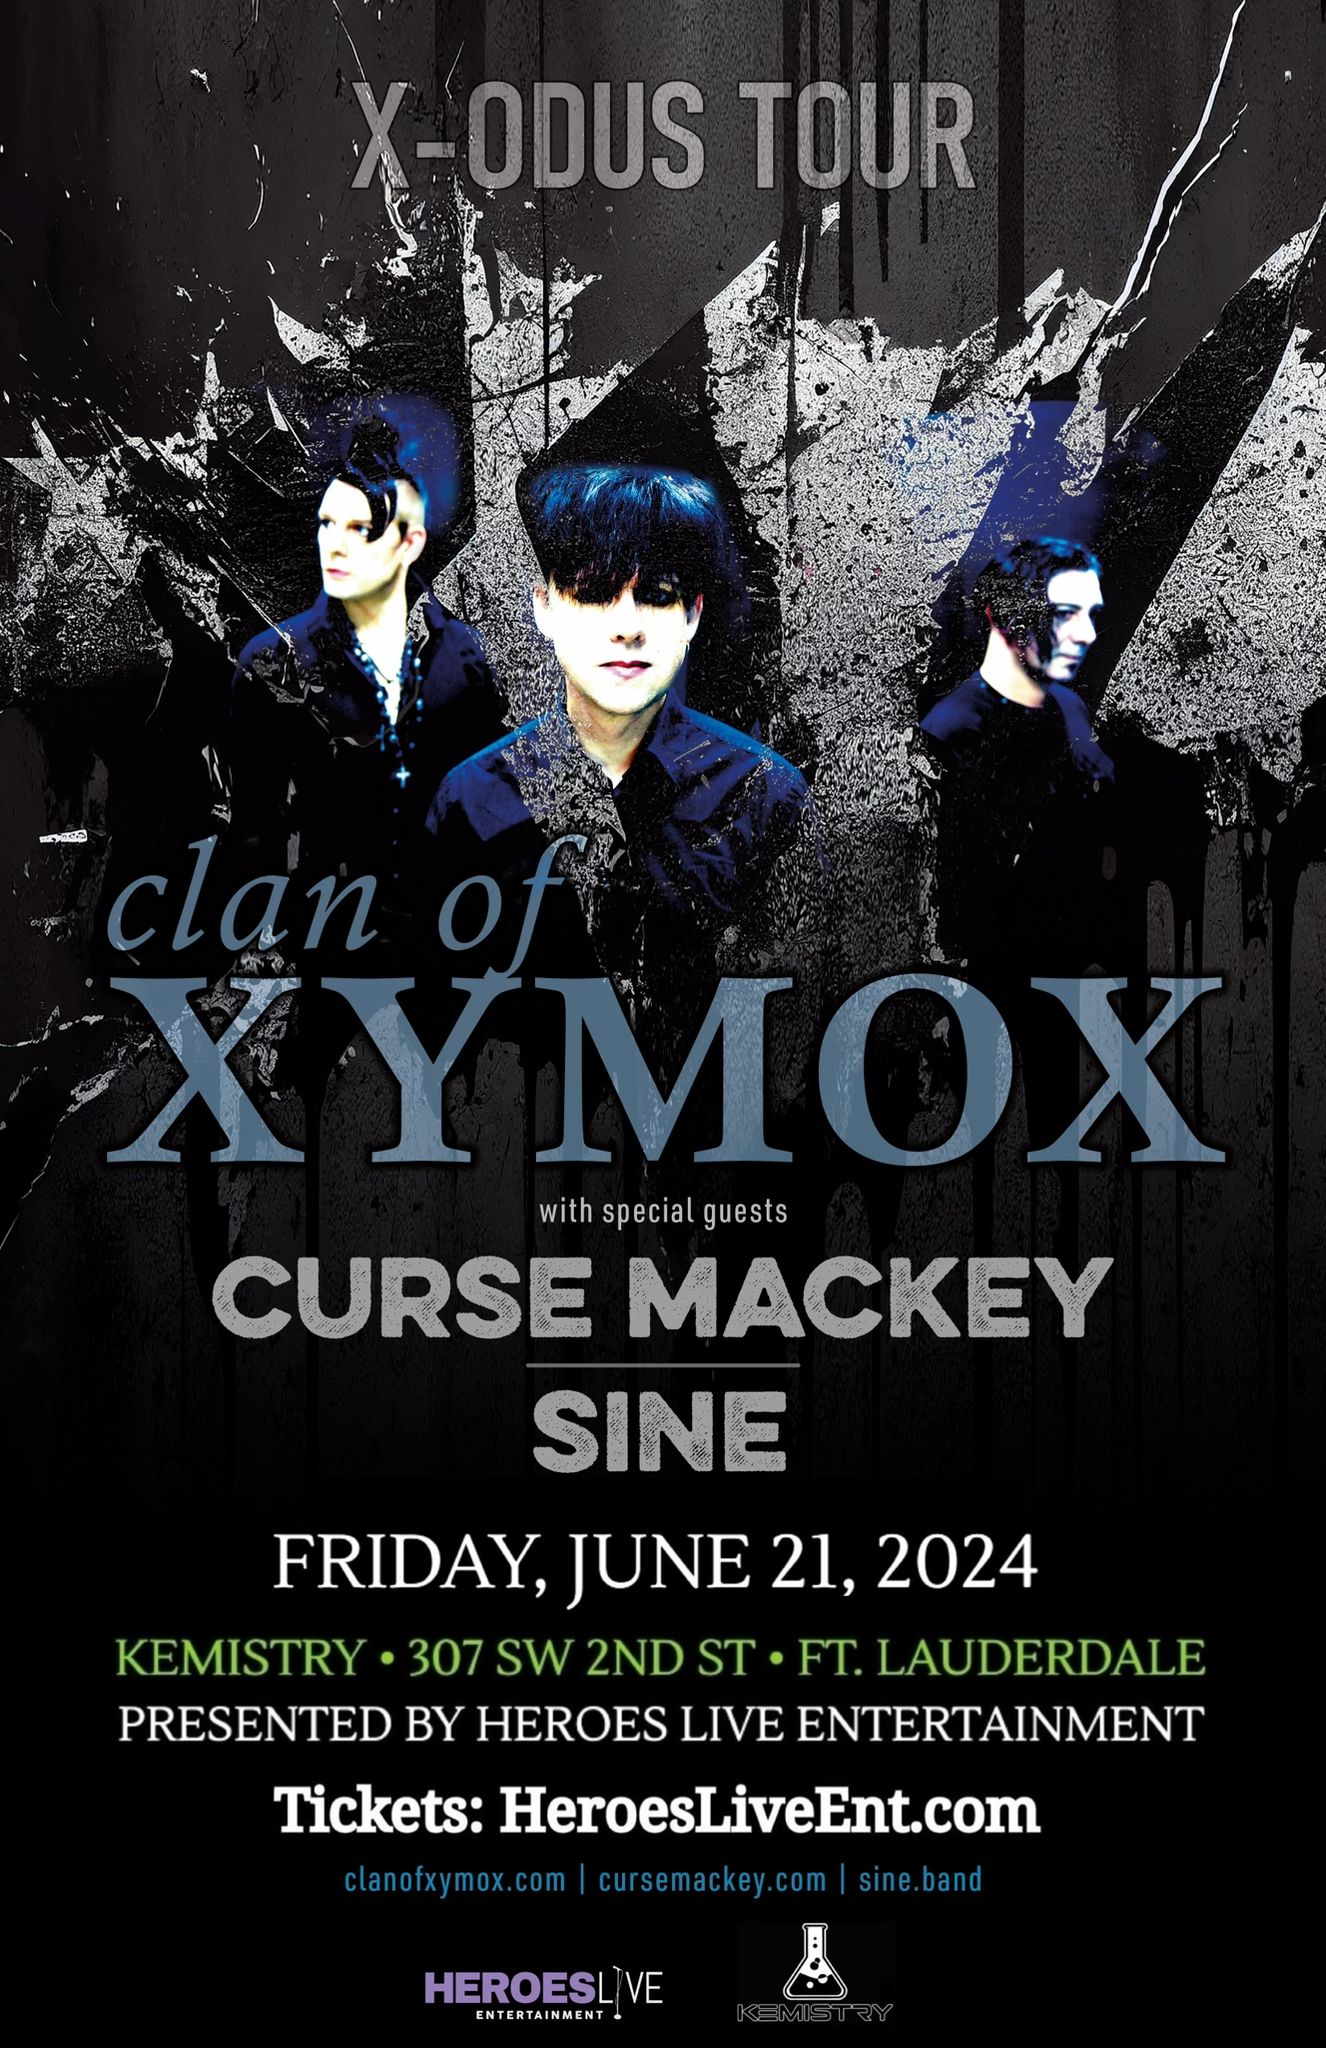 X-ODUS TOUR
clan of
XYMOX
with special guests
CURSE MACKEY
SINE
FRIDAY, JUNE 21, 2024
KEMISTRY • 307 SW 2ND ST • FT. LAUDERDALE
PRESENTED BY HEROES LIVE ENTERTAINMENT
Tickets: HeroesLiveEnt.com
clanofxymox.com | cursemackey.com | sine.band
HEROESLIVE
ENTERTAINMENT
KEMISTRY